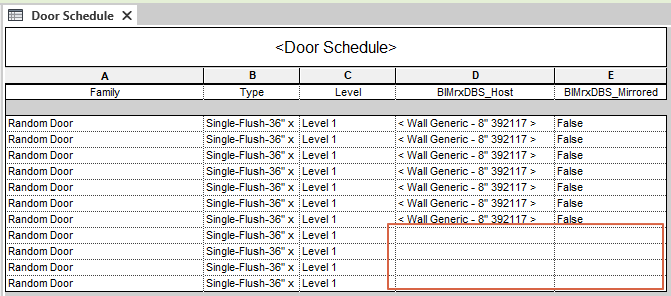 Door Schedule
<Door Schedule>
A B C D E
Family Type Level BIMrxDBS_Host BIMrxDBS_Mirrored
Random Door Single-Flush-36" x Level 1 < Wall Generic - 8" 392117 > False
Random Door Single-Flush-36" x Level 1 < Wall Generic - 8" 392117 > False
Random Door Single-Flush-36" x Level 1 < Wall Generic - 8" 392117 > False
Random Door Single-Flush-36" x Level 1 < Wall Generic - 8" 392117 > False
Random Door Single-Flush-36" x Level 1 < Wall Generic - 8" 392117 > False
Random Door Single-Flush-36" x Level 1 < Wall Generic - 8" 392117 > False
Random Door Single-Flush-36" x Level 1 < Wall Generic - 8" 392117 > False
Random Door Single-Flush-36" x Level 1
Random Door Single-Flush-36" x Level 1
Random Door Single-Flush-36" x Level 1
Random Door Single-Flush-36" x Level 1